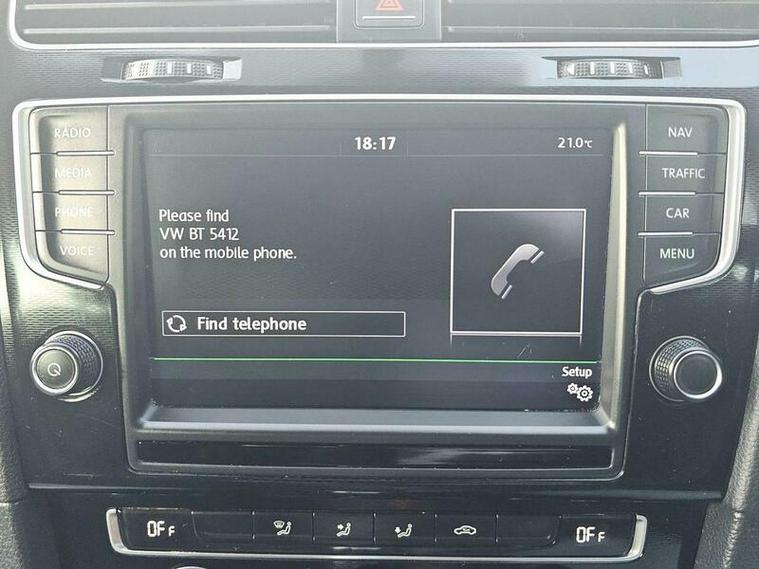 18:17
21.0°c
RADIO
MEDIA
PHONE
VOICE
NAV
TRAFFIC
CAR
MENU
Please find
VW BT 5412
on the mobile phone.
Find telephone
Setup
OFF
OFF